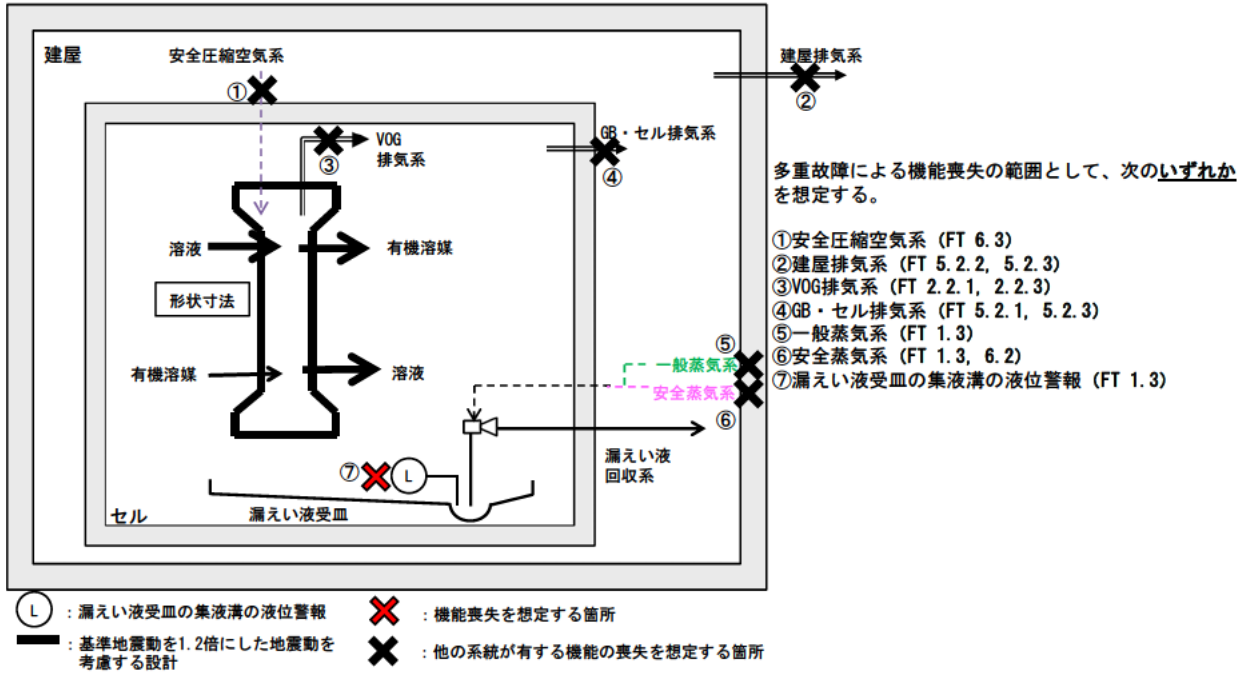 建屋
安全圧縮空気系
①
建屋排気系
②
VOG
排気系
③
GB・セル排気系
④
多重故障による機能喪失の範囲として、次のいずれか
を想定する。
溶液
有機溶媒
形状寸法
有機溶媒
溶液
①安全圧縮空気系 (FT 6.3)
②建屋排気系 (FT 5.2.2, 5.2.3)
③VOG排気系 (FT 2.2.1, 2.2.3)
④GB・セル排気系 (FT 5.2.1, 5.2.3)
⑤一般蒸気系 (FT 1.3)
⑥安全蒸気系 (FT 1.3, 6.2)
⑦漏えい液受皿の集液溝の液位警報 (FT 1.3)
⑤
一般蒸気系
安全蒸気系
⑥
漏えい液
回収系
⑦
L
セル
漏えい液受皿
L :漏えい液受皿の集液溝の液位警報
:機能喪失を想定する箇所
:基準地震動を1.2倍にした地震動を
考慮する設計
:他の系統が有する機能の喪失を想定する箇所